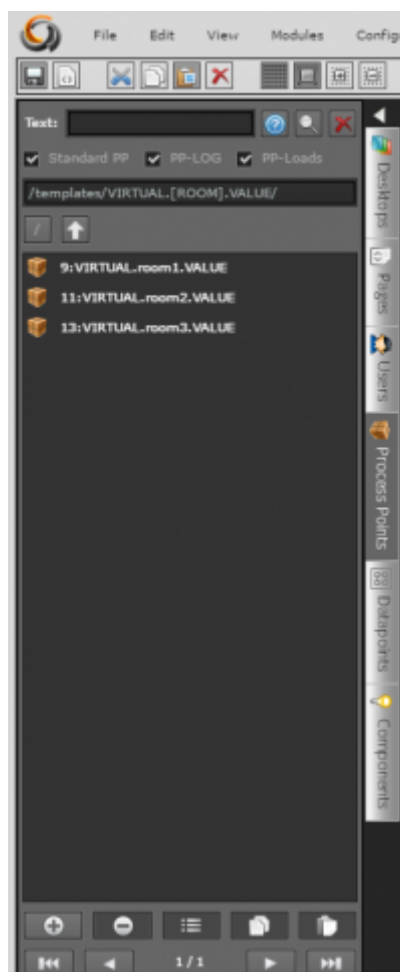 File Edit View Modules Config
Text:
Standard PP PP-LOG PP-Loads
/templates/VIRTUAL.[ROOM].VALUE/
/
9:VIRTUAL.room1.VALUE
11:VIRTUAL.room2.VALUE
13:VIRTUAL.room3.VALUE
Desktops
Pages
Users
Process Points
Datapoints
Components
1/1